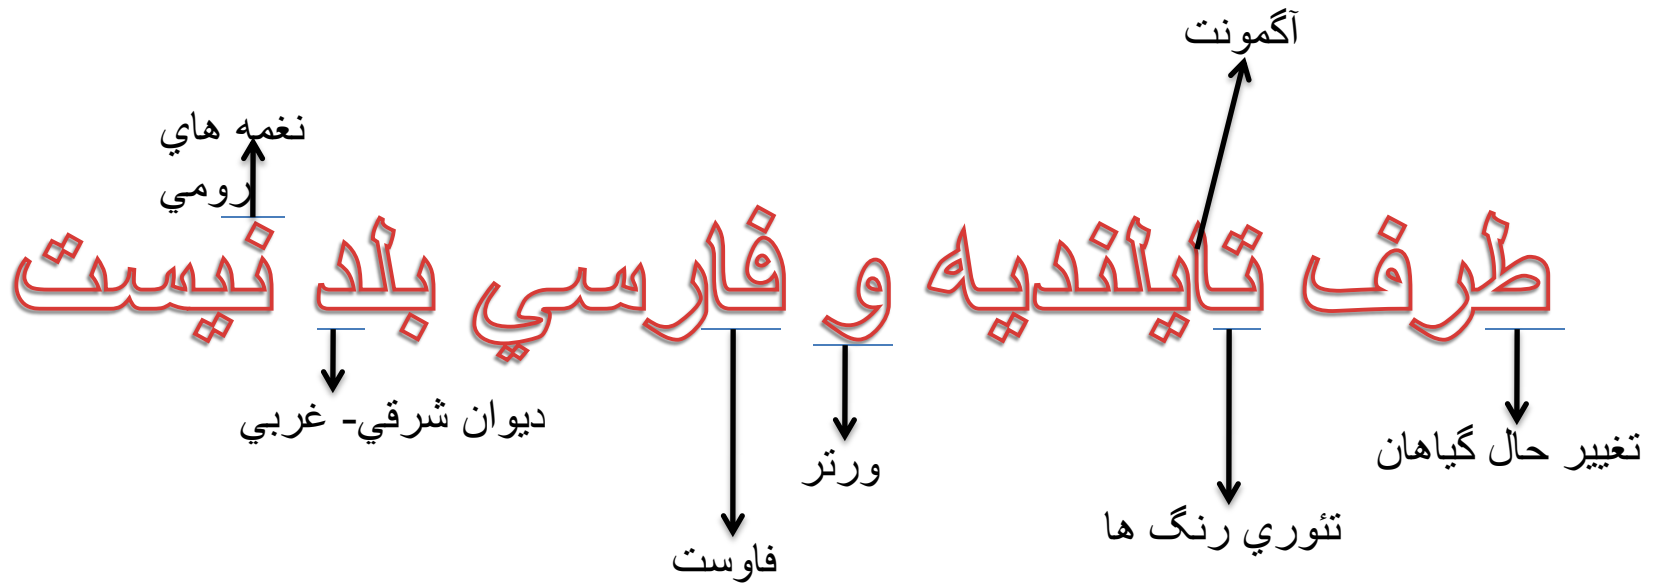 آگمونت
نغمه هاي
رومي
طرف تايلنديه و فارسي بلد نيست
ديوان شرقي- غربي
تغيير حال گياهان
ورتر
تئوري رنگ ها
فاوست